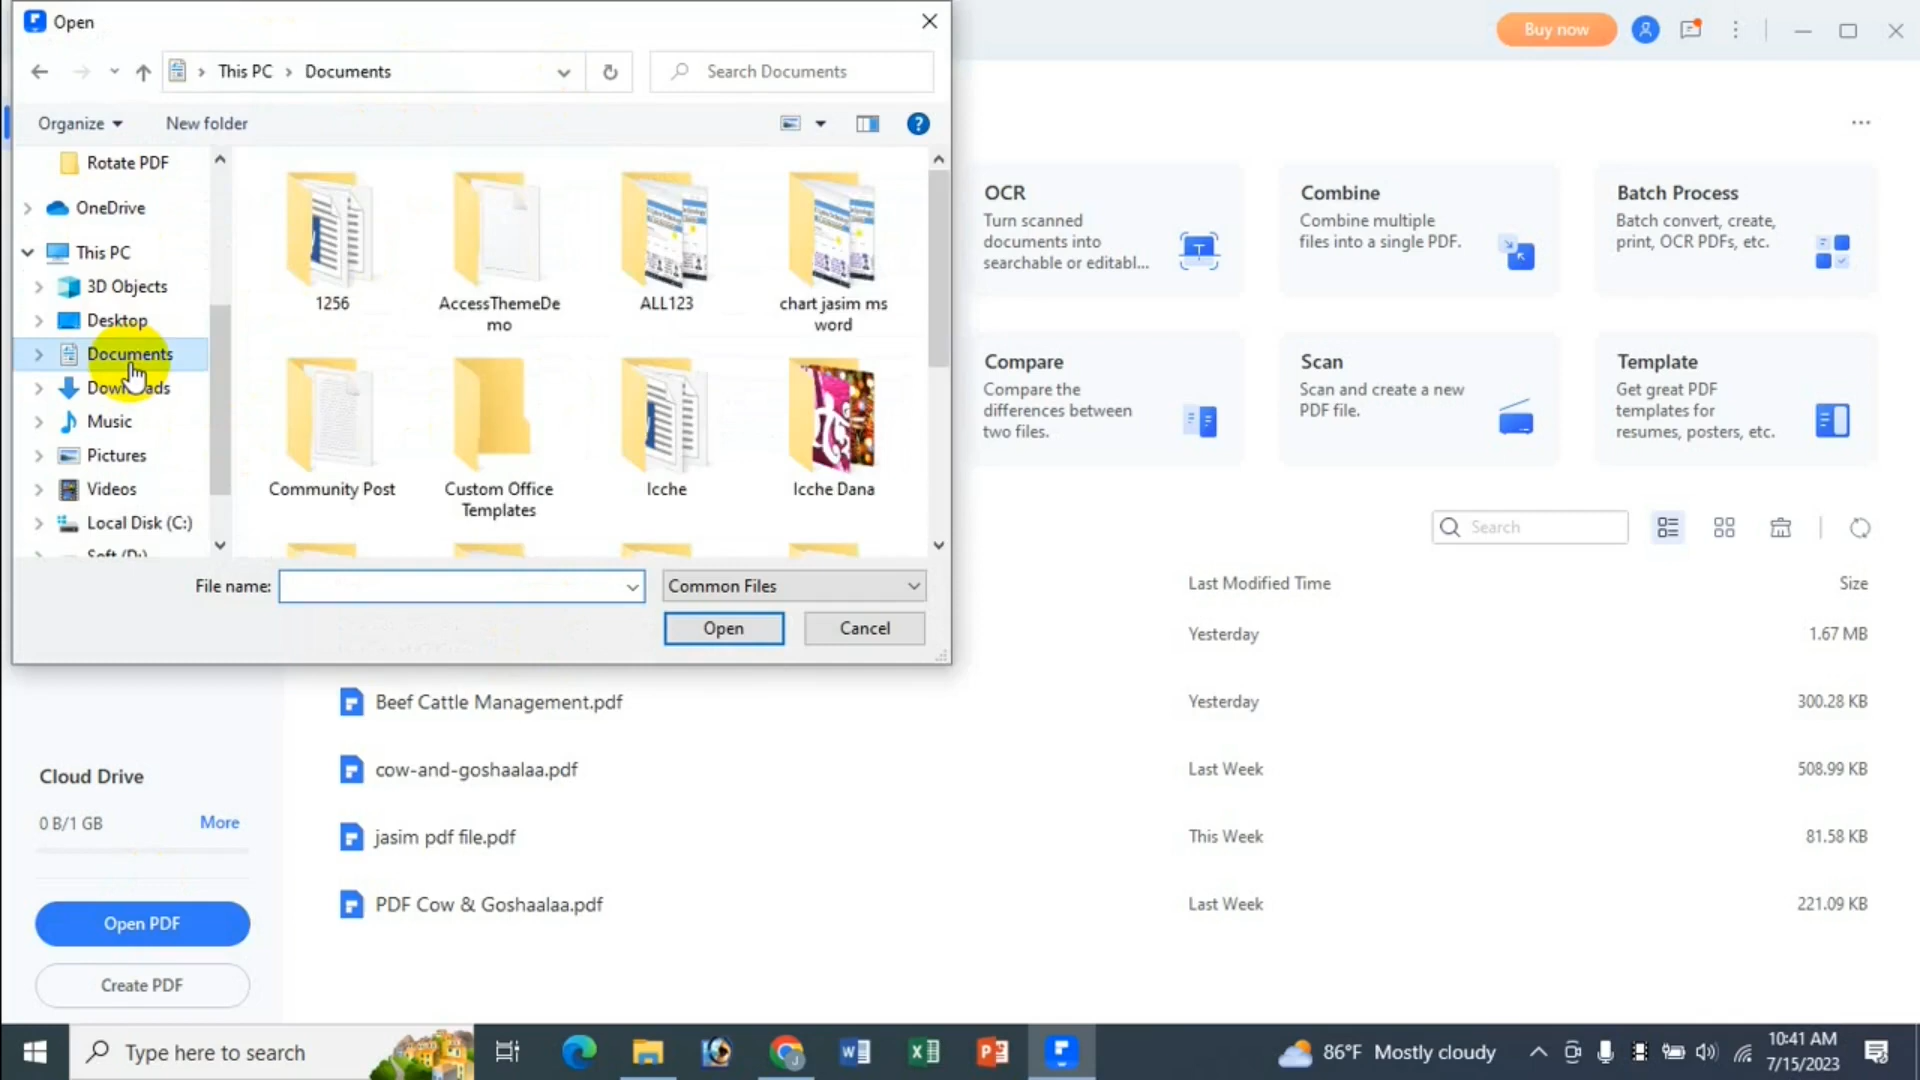 Open
This PC > Documents
Search Documents
Organize
New folder
Rotate PDF
OneDrive
This PC
3D Objects
Desktop
Documents
Downloads
Music
Pictures
Videos
Local Disk (C:)
Soft (D:)
1256
AccessThemeDe
mo
ALL123
chart jasim ms
word
Community Post
Custom Office
Templates
Icche
Icche Dana
File name:
Common Files
Open
Cancel
Buy now
OCR
Turn scanned
documents into
searchable or editabl...
Combine
Combine multiple
files into a single PDF.
Batch Process
Batch convert, create,
print, OCR PDFs, etc.
Compare
Compare the
differences between
two files.
Scan
Scan and create a new
PDF file.
Template
Get great PDF
templates for
resumes, posters, etc.
Search
Last Modified Time
Size
Yesterday
1.67 MB
Beef Cattle Management.pdf
Yesterday
300.28 KB
cow-and-goshaalaa.pdf
Last Week
508.99 KB
jasim pdf file.pdf
This Week
81.58 KB
PDF Cow & Goshaalaa.pdf
Last Week
221.09 KB
Cloud Drive
0 B/1 GB
More
Open PDF
Create PDF
Type here to search
86°F Mostly cloudy
10:41 AM
7/15/2023